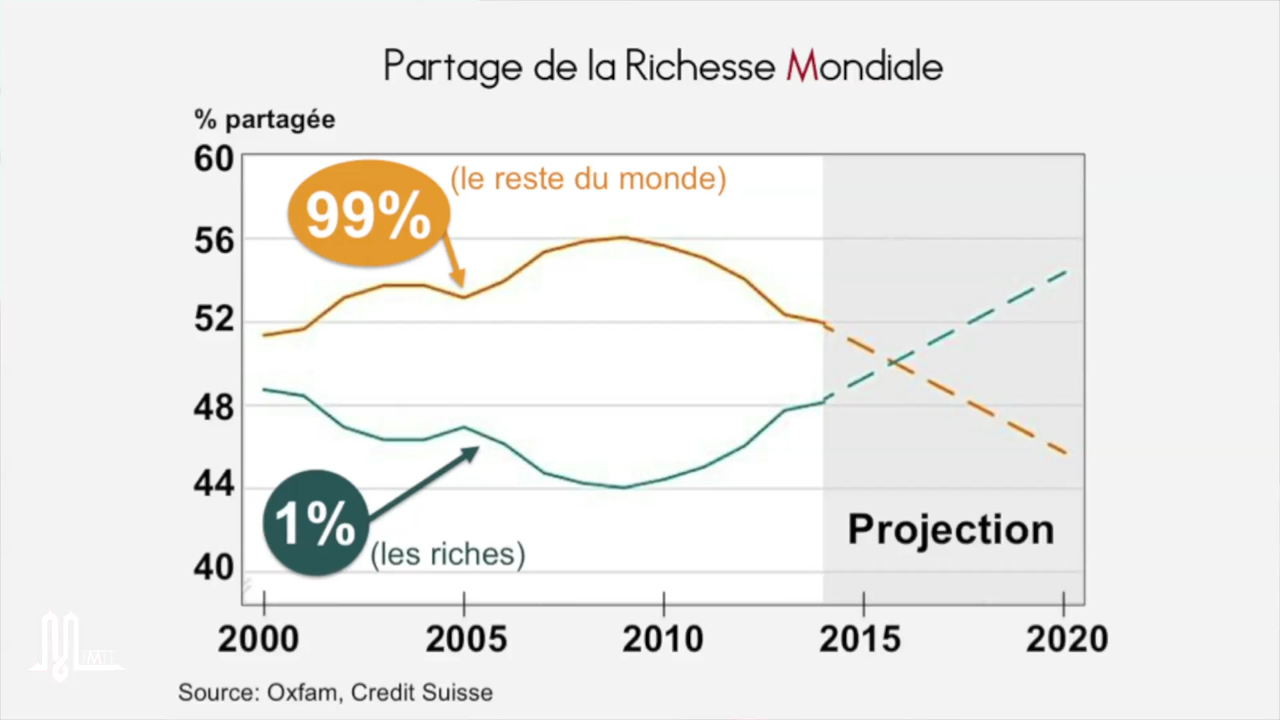 Partage de la Richesse Mondiale
% partagée
60
(le reste du monde)
99%
56
52
48
44
1%
Projection
(les riches)
40
2000 2005 2010 2015 2020
Source: Oxfam, Credit Suisse